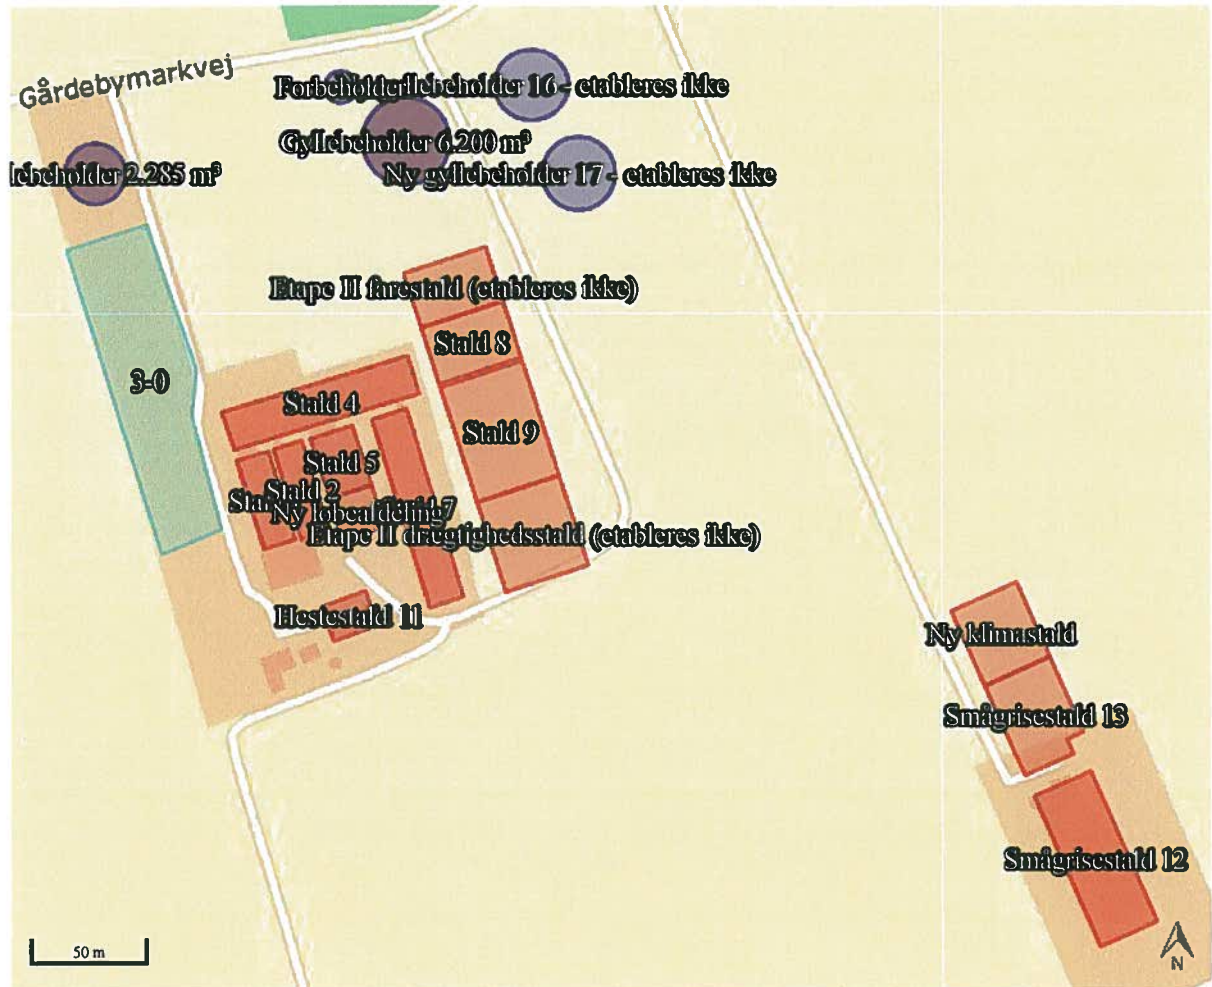 Gårdebymarkvej
Forbeholder
gyllebeholder 16 - etableres ikke
Gyllebeholder 6.200 m³
lebeholder 2.285 m³
Ny gyllebeholder 17 - etableres ikke
Etape II farestald (etableres ikke)
Stald 8
3-0
Stald 4
Stald 9
Stald 5
Stald 2
Ny løbeafdeling
7
Etape II drægtighedsstald (etableres ikke)
Hestestald 11
Ny klimastald
Smågrisestald 13
Smågrisestald 12
50 m
N